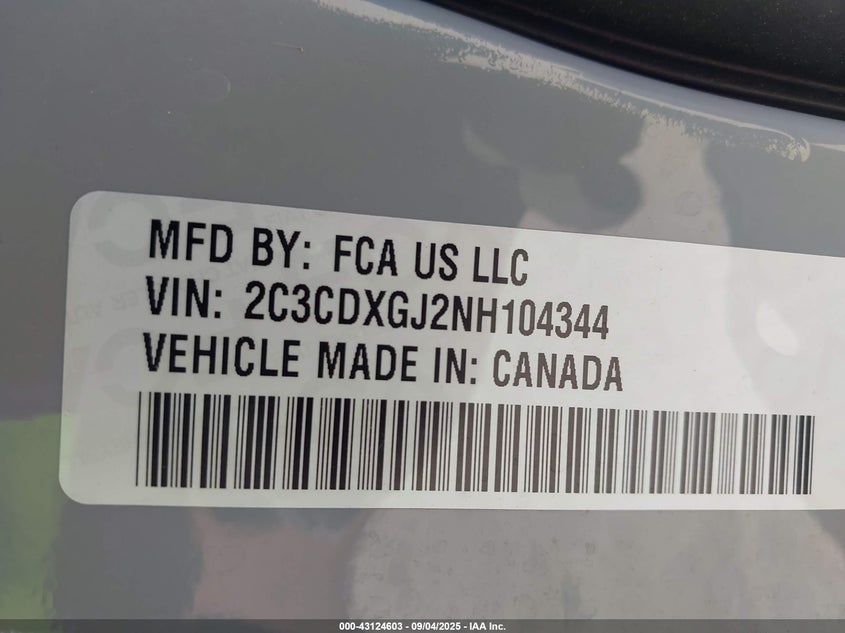 MFD BY: FCA US LLC
VIN: 2C3CDXGJ2NH104344
VEHICLE MADE IN: CANADA
000-43124603 - 09/04/2025 - IAA Inc.